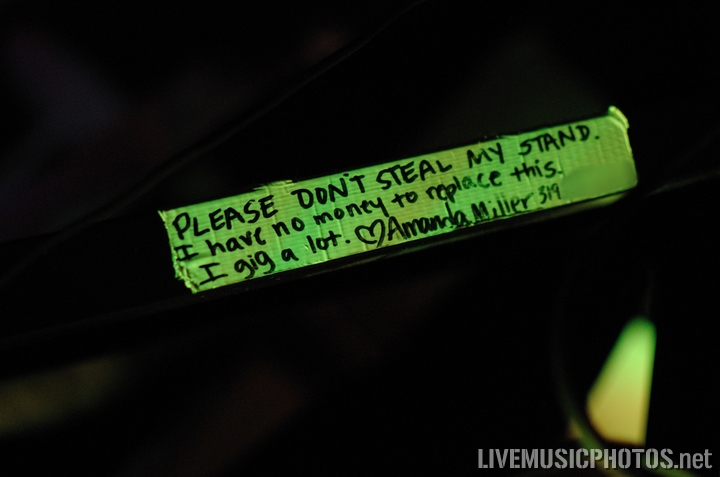 PLEASE DON'T STEAL MY STAND.
I have no money to replace this.
I gig a lot. ♡Amanda Miller 319
LIVEMUSICPHOTOS.net